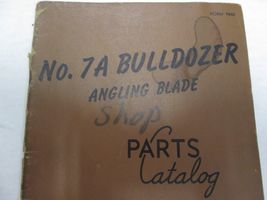 No. 7A BULLDOZER
ANGLING BLADE
Shop
PARTS
Catalog